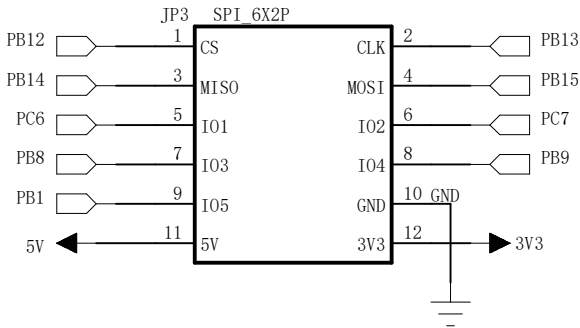 JP3 SPI_6X2P
PB12 1 CS CLK 2 PB13
PB14 3 MISO MOSI 4 PB15
PC6 5 IO1 IO2 6 PC7
PB8 7 IO3 IO4 8 PB9
PB1 9 IO5 GND 10 GND
5V 11 5V 3V3 12 3V3